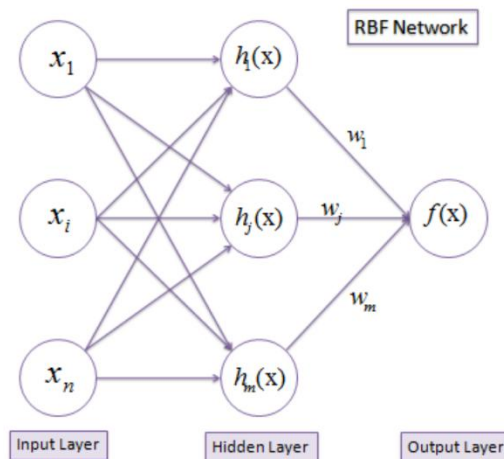 RBF Network
x₁
h₁(x)
w₁
xᵢ
hⱼ(x)
wⱼ
f(x)
wₘ
xₙ
hₘ(x)
Input Layer
Hidden Layer
Output Layer